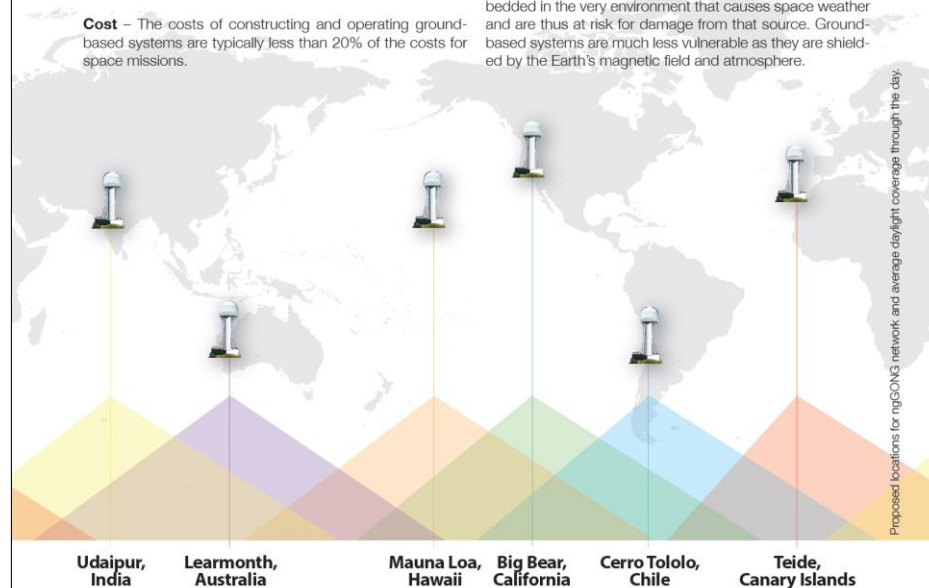 Cost – The costs of constructing and operating ground-
based systems are typically less than 20% of the costs for
space missions.
bedded in the very environment that causes space weather
and are thus at risk for damage from that source. Ground-
based systems are much less vulnerable as they are shield-
ed by the Earth's magnetic field and atmosphere.
Proposed locations for ngGONG network and average daylight coverage through the day.
Udaipur,
India
Learmonth,
Australia
Mauna Loa,
Hawaii
Big Bear,
California
Cerro Tololo,
Chile
Teide,
Canary Islands